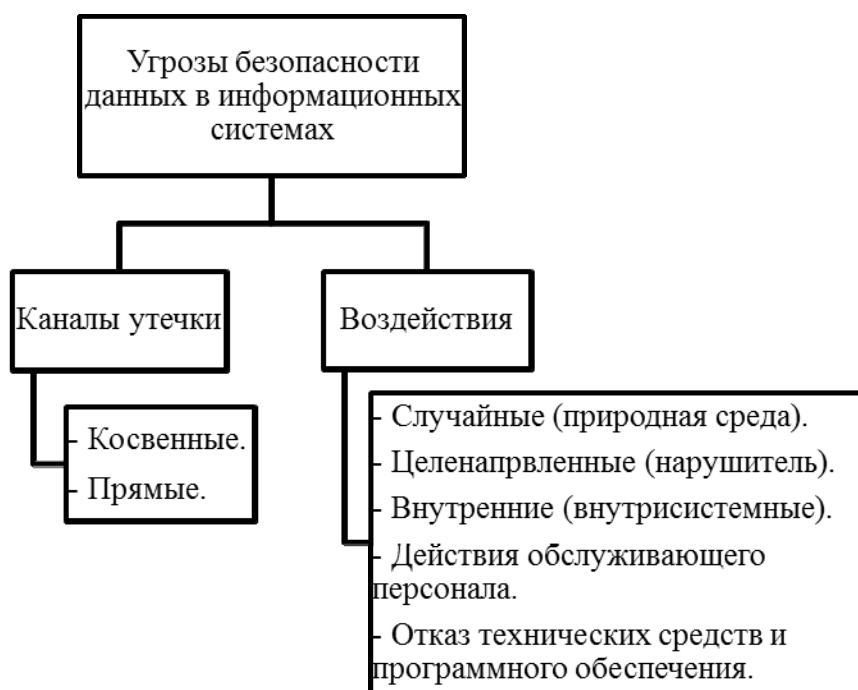 Угрозы безопасности
данных в информационных
системах
Каналы утечки
Воздействия
- Косвенные.
- Прямые.
- Случайные (природная среда).
- Целенапрвленные (нарушитель).
- Внутренние (внутрисистемные).
- Действия обслуживающего
персонала.
- Отказ технических средств и
программного обеспечения.